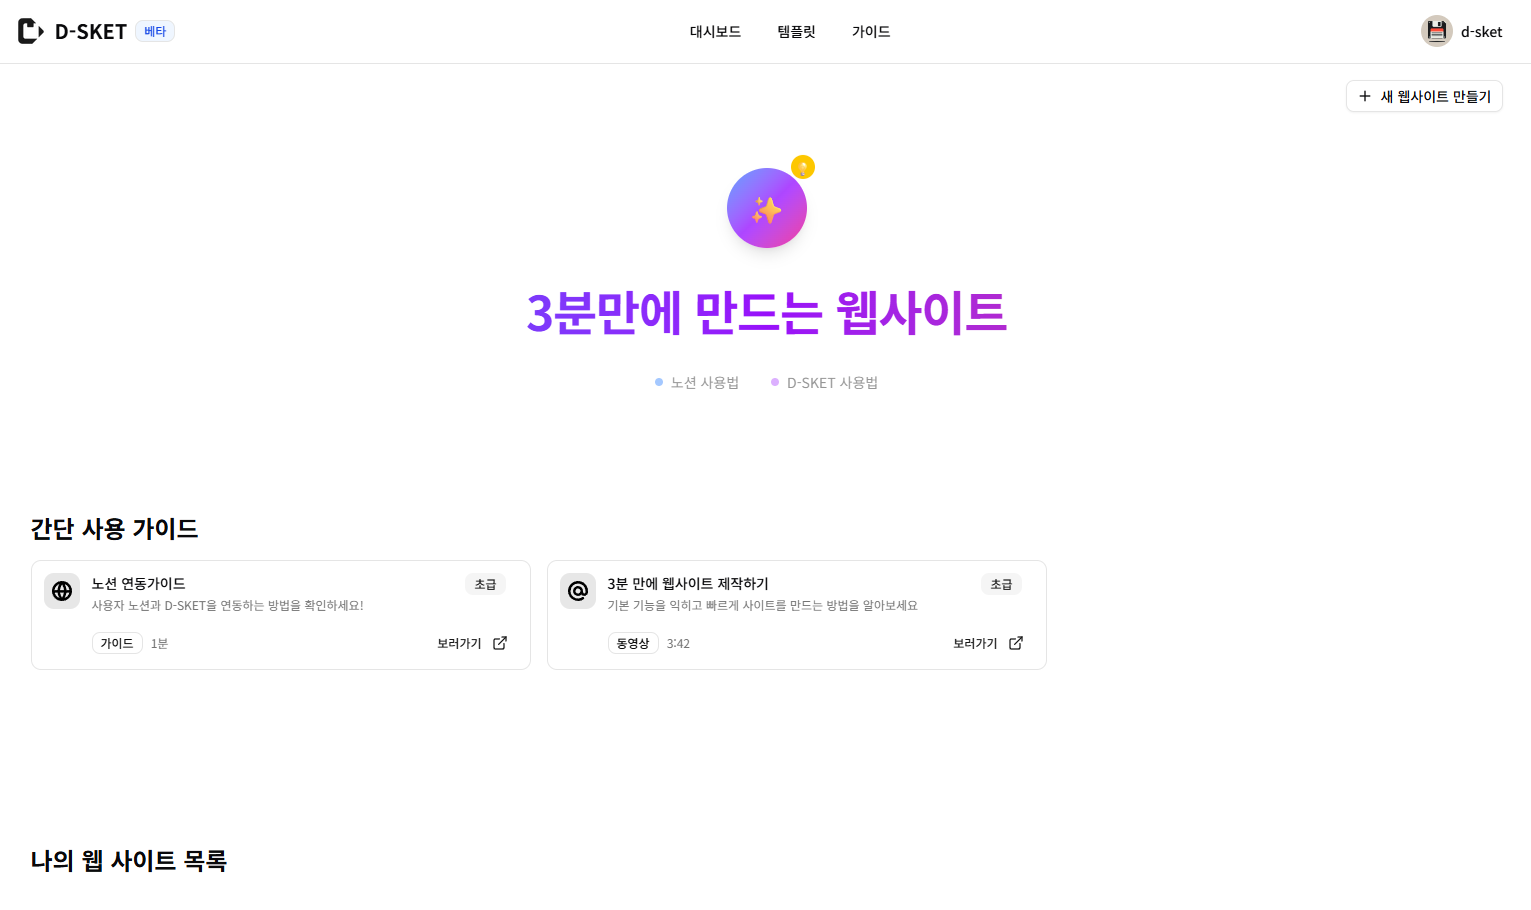 D-SKET 베타
대시보드 템플릿 가이드
d-sket
새 웹사이트 만들기
3분만에 만드는 웹사이트
노션 사용법 D-SKET 사용법
간단 사용 가이드
노션 연동가이드 초급
사용자 노션과 D-SKET을 연동하는 방법을 확인하세요!
가이드 1분 보러가기
3분 만에 웹사이트 제작하기 초급
기본 기능을 익히고 빠르게 사이트를 만드는 방법을 알아보세요
동영상 3:42 보러가기
나의 웹 사이트 목록